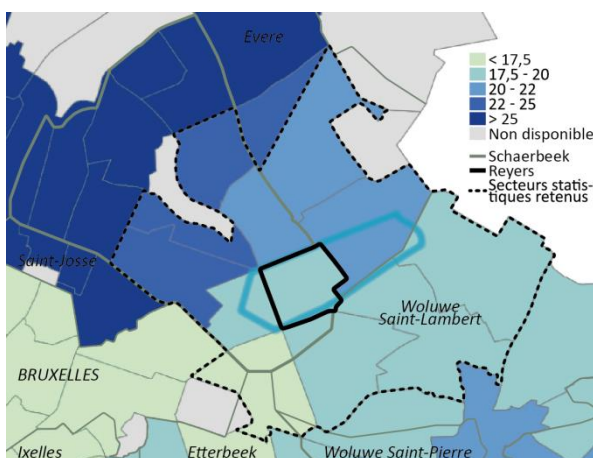 Evere
< 17,5
17,5 - 20
20 - 22
22 - 25
> 25
Non disponible
Schaerbeek
Reyers
Secteurs statis-
tiques retenus
Saint-Josse
Woluwe
Saint-Lambert
BRUXELLES
Ixelles
Etterbeek
Woluwe Saint-Pierre